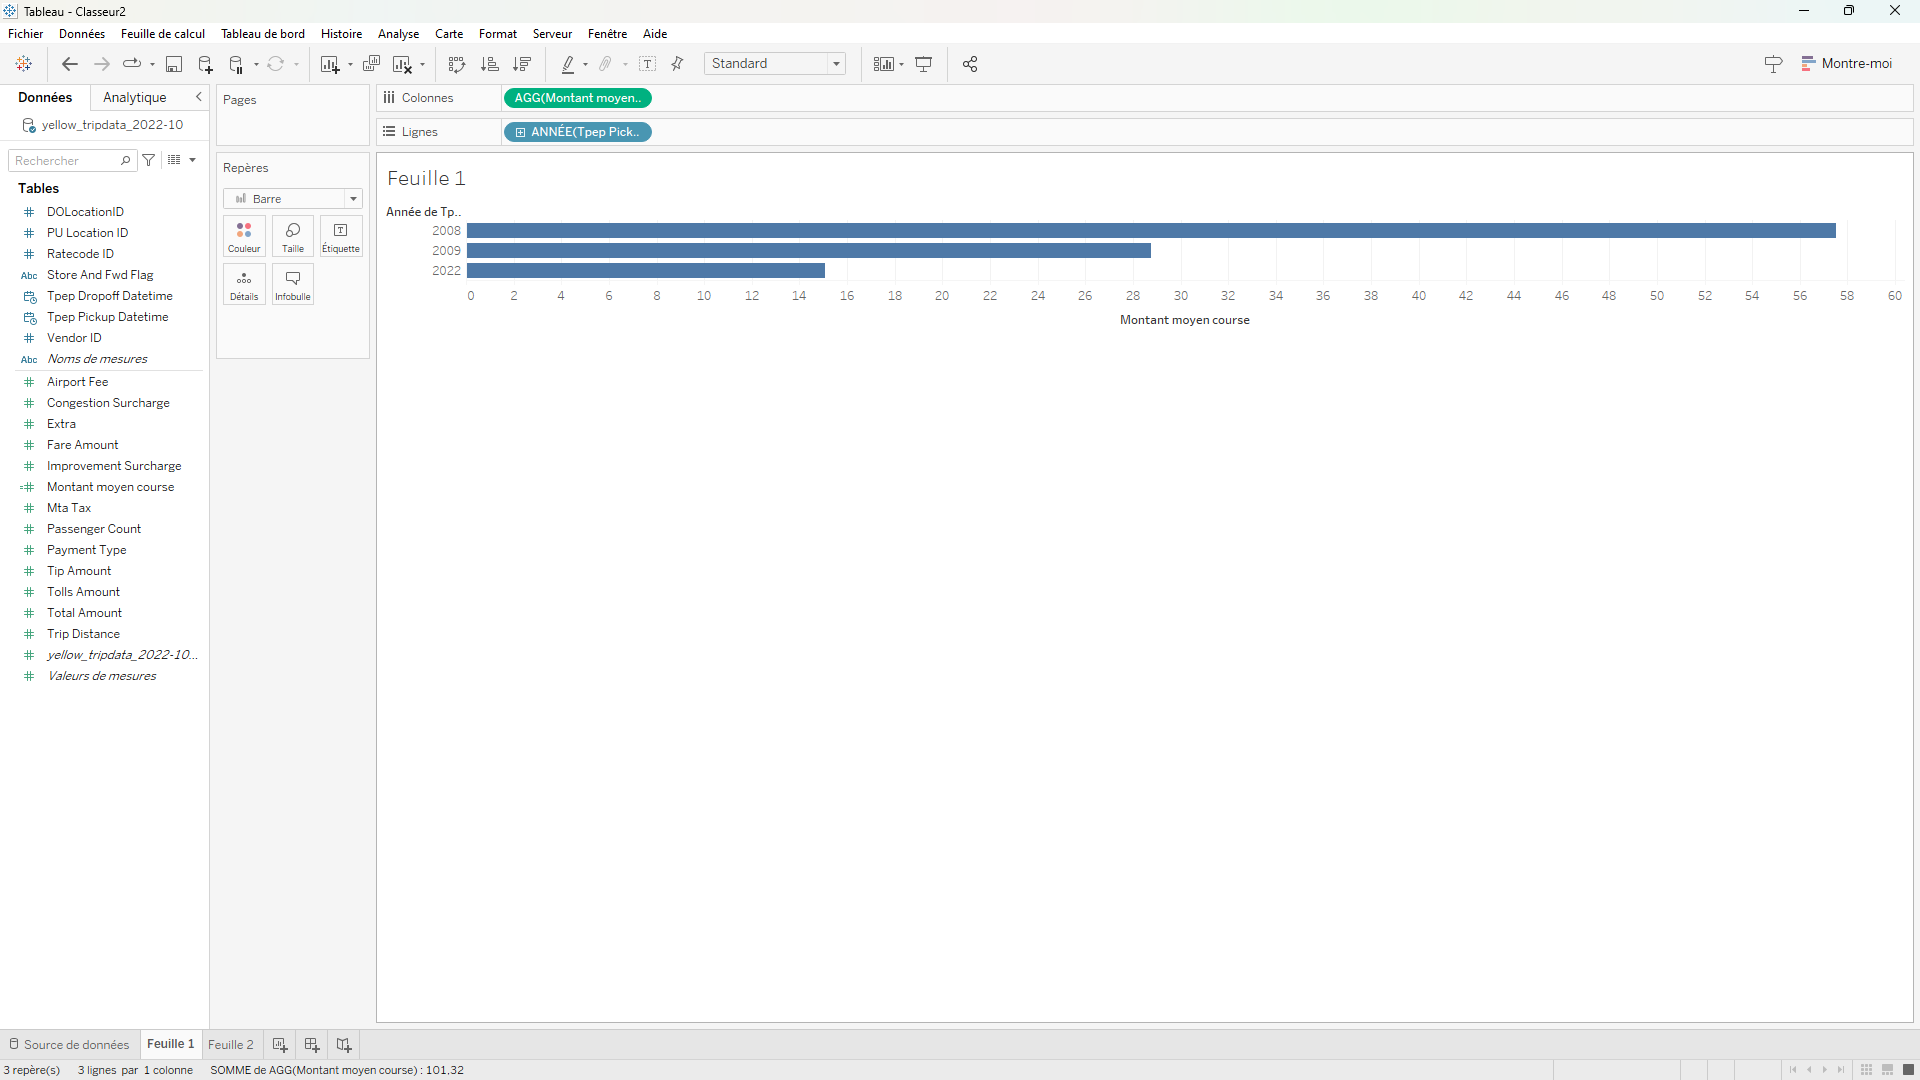 Tableau - Classeur2
Fichier Données Feuille de calcul Tableau de bord Histoire Analyse Carte Format Serveur Fenêtre Aide
Standard
Montre-moi
Données Analytique
yellow_tripdata_2022-10
Rechercher
Tables
DOLocationID
PU Location ID
Ratecode ID
Abc Store And Fwd Flag
Tpep Dropoff Datetime
Tpep Pickup Datetime
Vendor ID
Abc Noms de mesures
Airport Fee
Congestion Surcharge
Extra
Fare Amount
Improvement Surcharge
Montant moyen course
Mta Tax
Passenger Count
Payment Type
Tip Amount
Tolls Amount
Total Amount
Trip Distance
yellow_tripdata_2022-10...
Valeurs de mesures
Pages
Repères
Barre
Couleur Taille Étiquette
Détails Infobulle
Colonnes AGG(Montant moyen..
Lignes ANNÉE(Tpep Pick..
Feuille 1
Année de Tp..
2008
2009
2022
0 2 4 6 8 10 12 14 16 18 20 22 24 26 28 30 32 34 36 38 40 42 44 46 48 50 52 54 56 58 60
Montant moyen course
Source de données Feuille 1 Feuille 2
3 repère(s) 3 lignes par 1 colonne SOMME de AGG(Montant moyen course) : 101,32